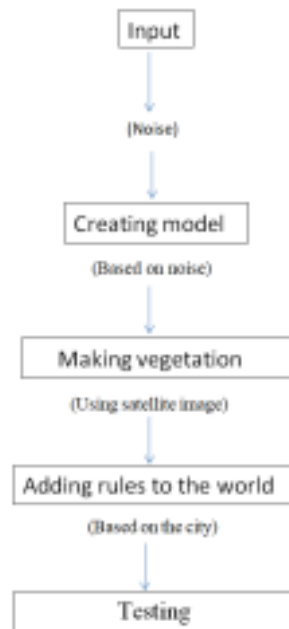 Input
(Noise)
Creating model
(Based on noise)
Making vegetation
(Using satellite image)
Adding rules to the world
(Based on the city)
Testing